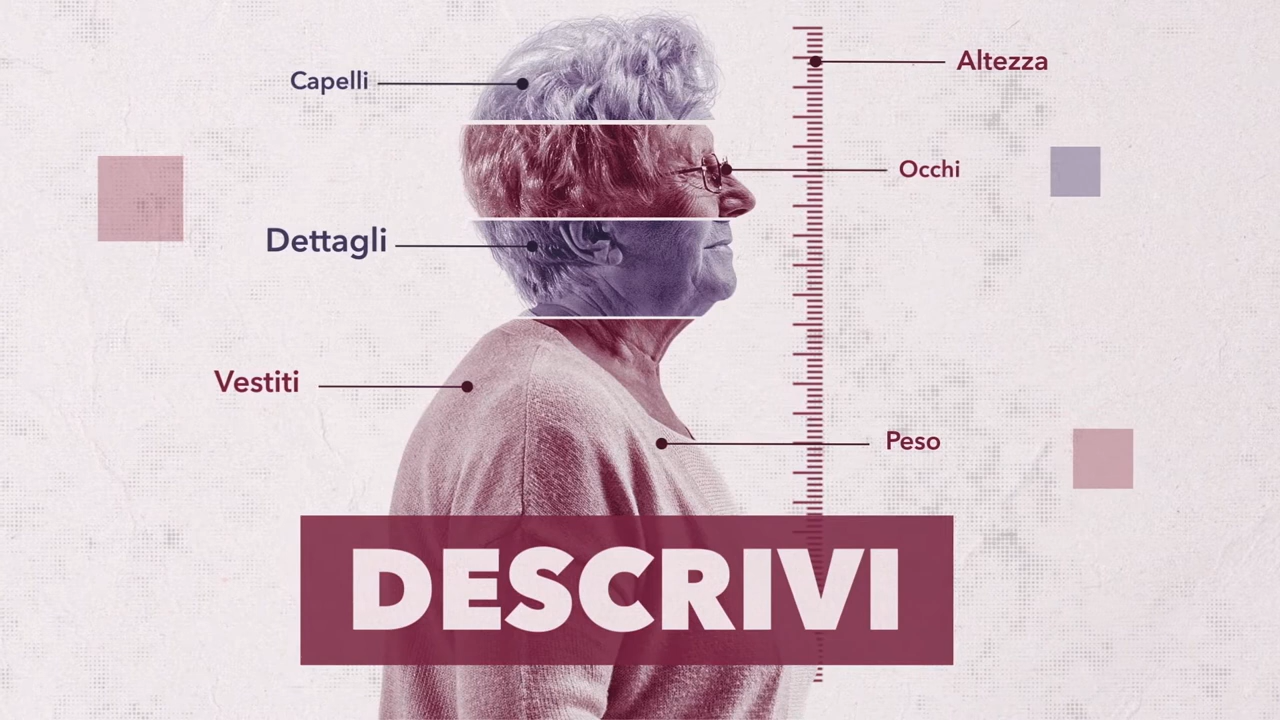 Altezza
Capelli
Occhi
Dettagli
Vestiti
Peso
DESCRIVI